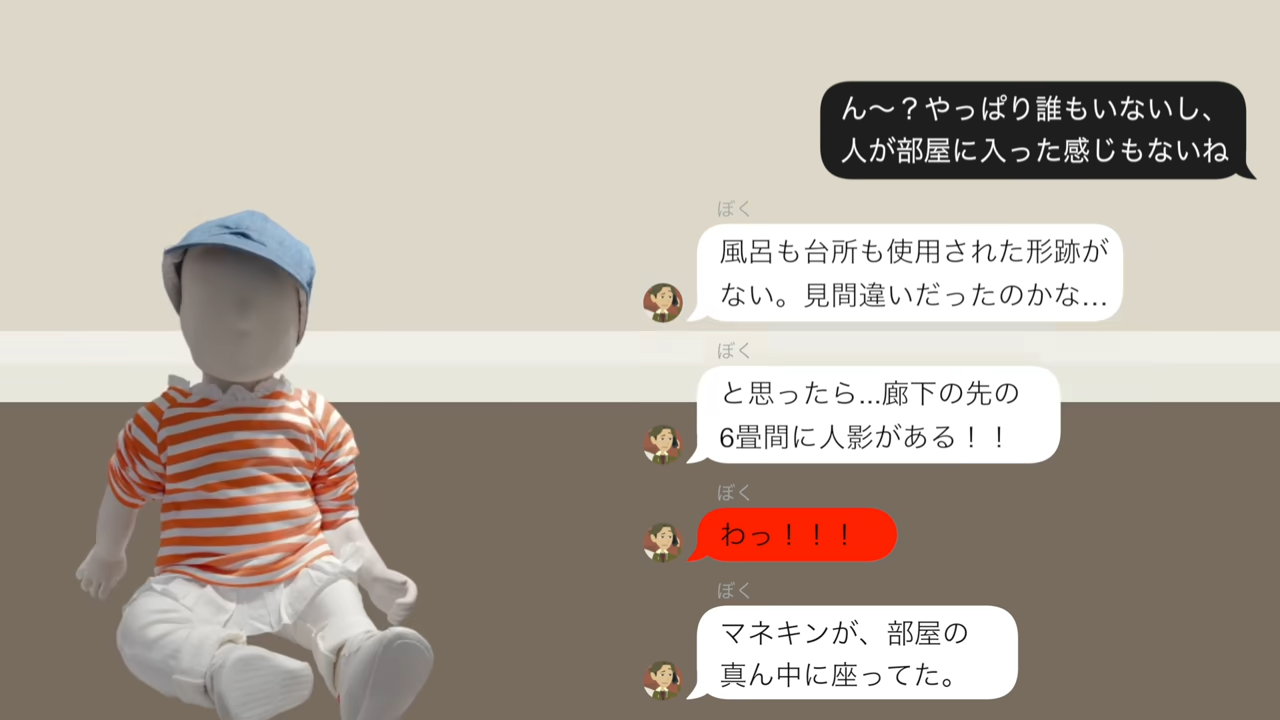 ん〜？やっぱり誰もいないし、
人が部屋に入った感じもないね
ぼく
風呂も台所も使用された形跡が
ない。見間違いだったのかな…
ぼく
と思ったら…廊下の先の
6畳間に人影がある！！
ぼく
わっ！！！
ぼく
マネキンが、部屋の
真ん中に座ってた。